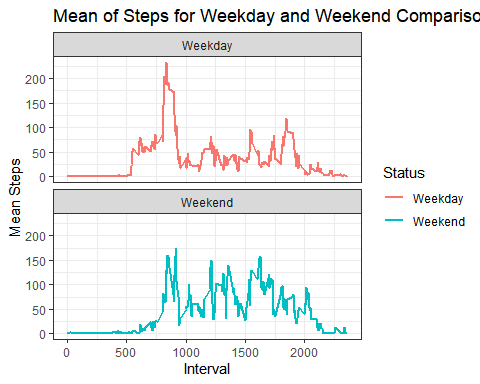 Mean of Steps for Weekday and Weekend Compariso
Weekday
200
150
100
50
0
Mean Steps
Weekend
200
150
100
50
0
0 500 1000 1500 2000
Interval
Status
Weekday
Weekend